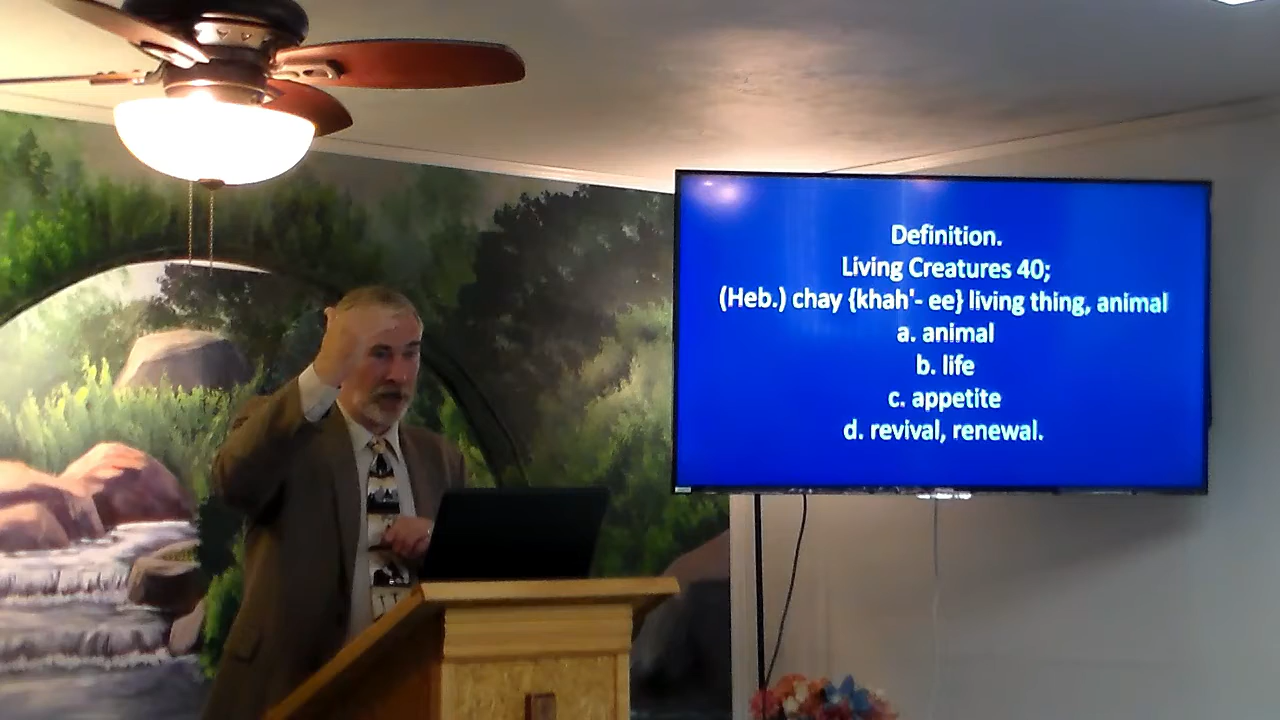 Definition.
Living Creatures 40;
(Heb.) chay {khah'- ee} living thing, animal
a. animal
b. life
c. appetite
d. revival, renewal.